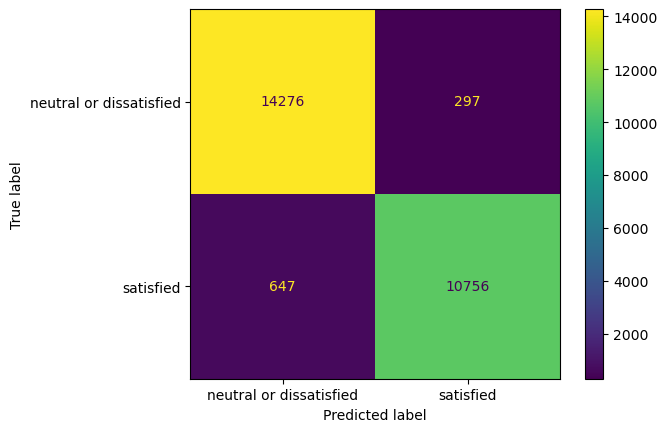 14000
neutral or dissatisfied 14276 297
12000
10000
8000
True label
6000
satisfied 647 10756
4000
2000
neutral or dissatisfied satisfied
Predicted label